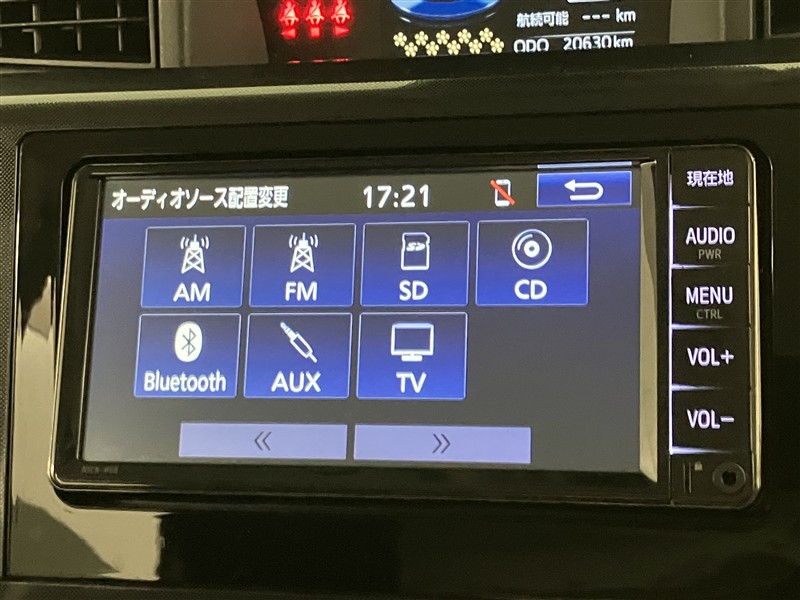 航続可能 --- km
ODO 20630km
オーディオソース配置変更 17:21
AM FM SD CD
Bluetooth AUX TV
現在地
AUDIO
PWR
MENU
CTRL
VOL+
VOL-